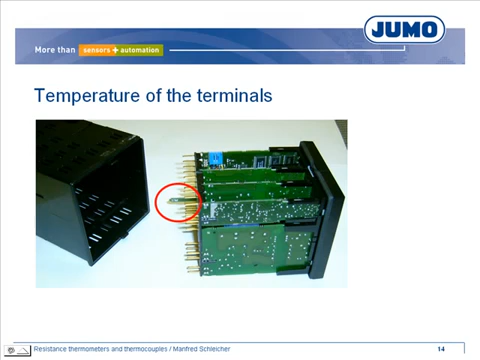 JUMO
More than sensors + automation
Temperature of the terminals
Resistance thermometers and thermocouples / Manfred Schleicher
14